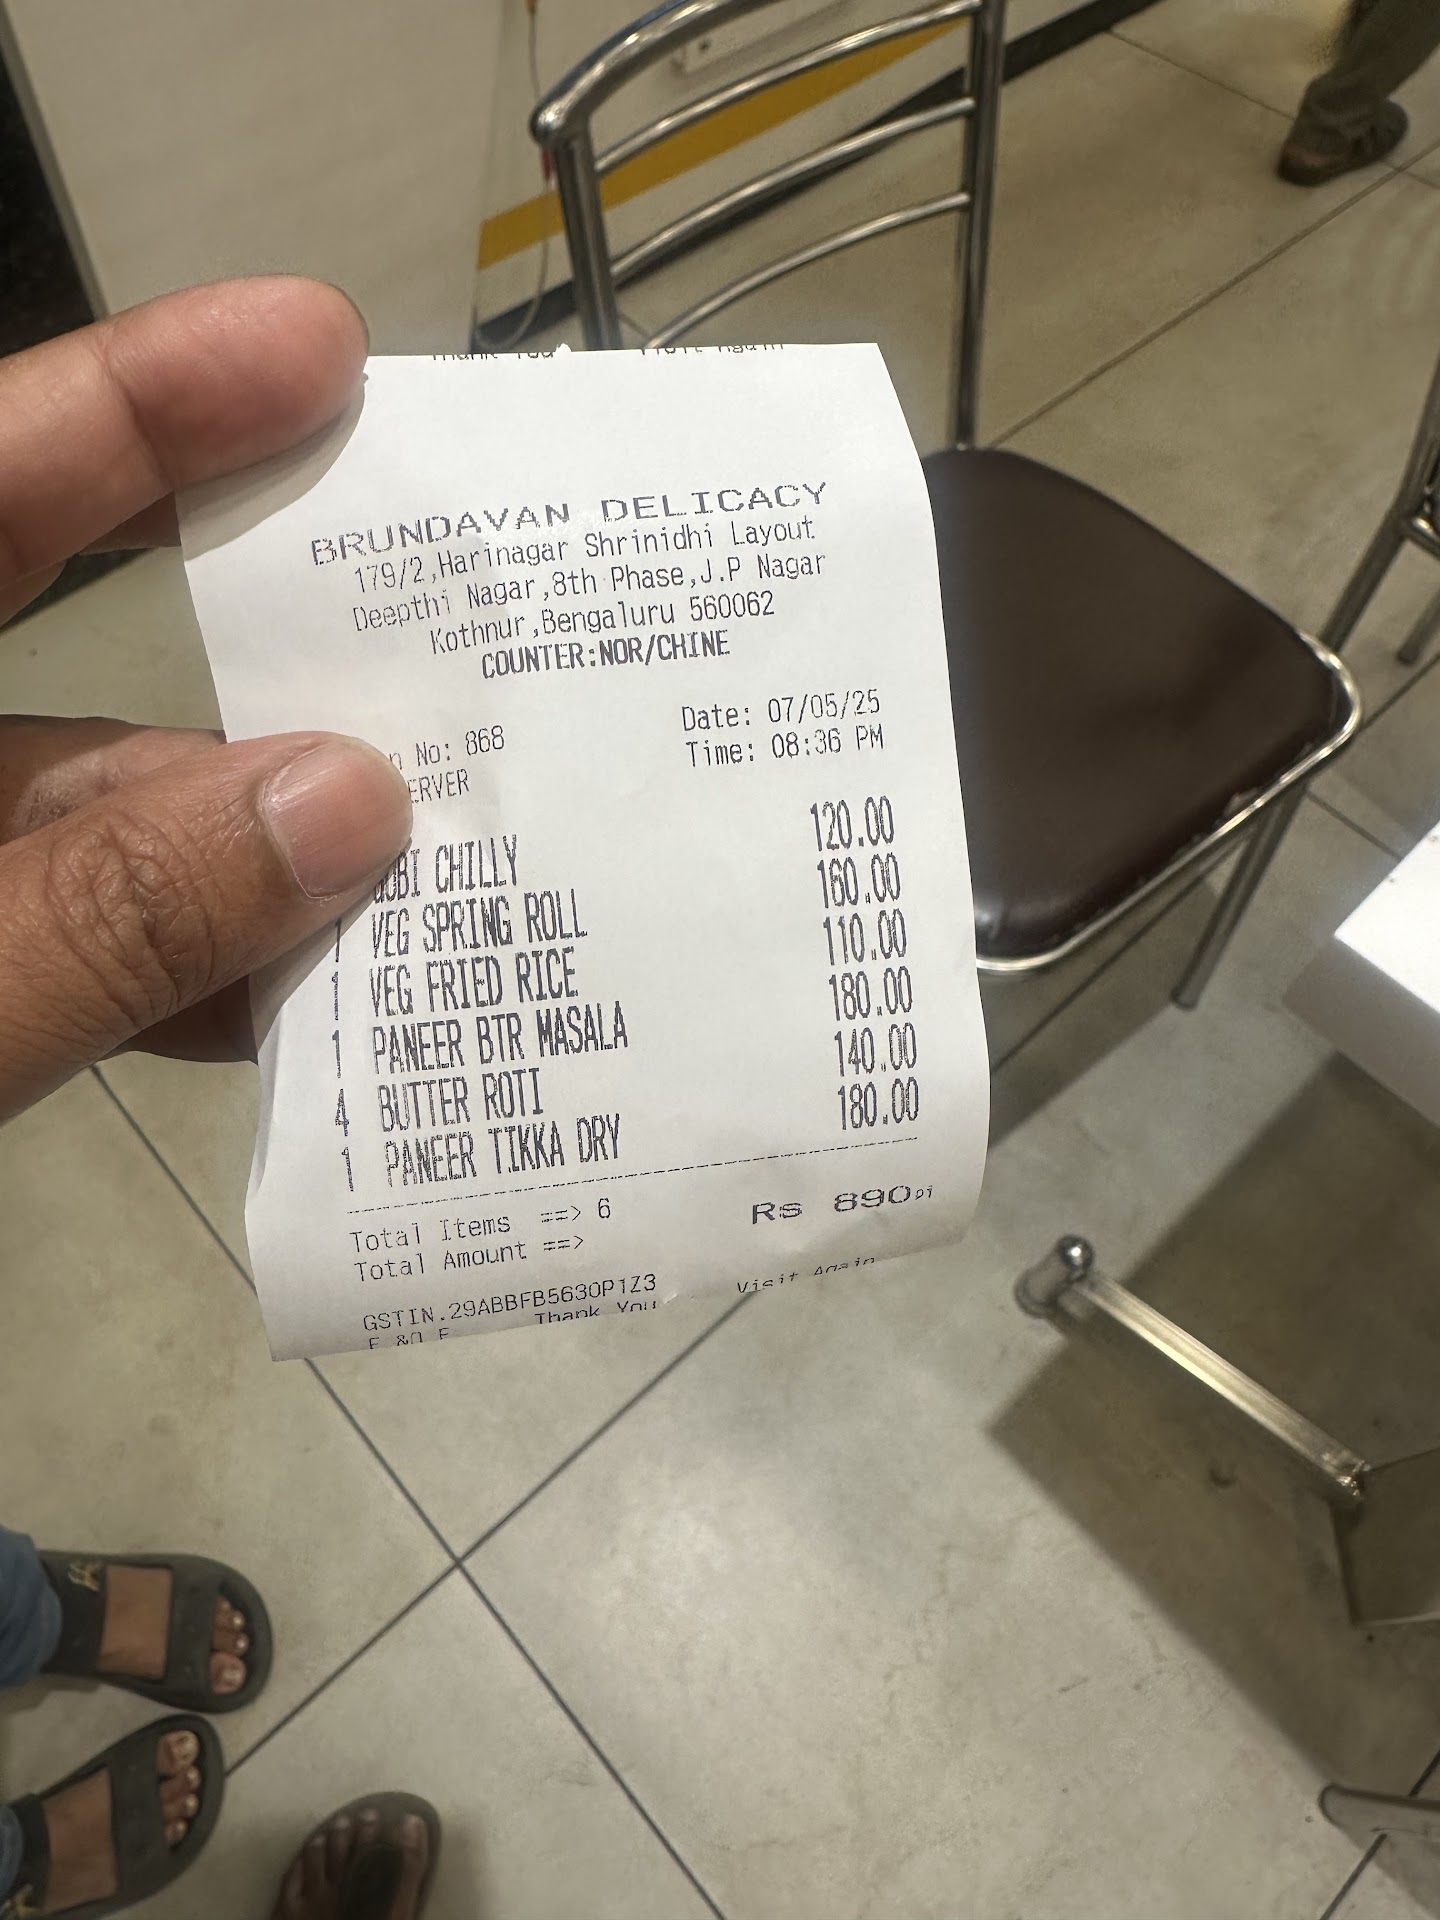 BRUNDAVAN DELICACY
179/2,Harinagar Shrinidhi Layout
Deepthi Nagar,8th Phase,J.P Nagar
Kothnur,Bengaluru 560062
COUNTER:NOR/CHINE
No: 868 Date: 07/05/25
Time: 08:36 PM
CHILLY 120.00
1 VEG SPRING ROLL 160.00
1 VEG FRIED RICE 110.00
1 PANEER BTR MASALA 180.00
4 BUTTER ROTI 140.00
1 PANEER TIKKA DRY 180.00
Total Items ==> 6
Total Amount ==> Rs 890
GSTIN.29ABBFB5630P1Z3
Thank You Visit Again